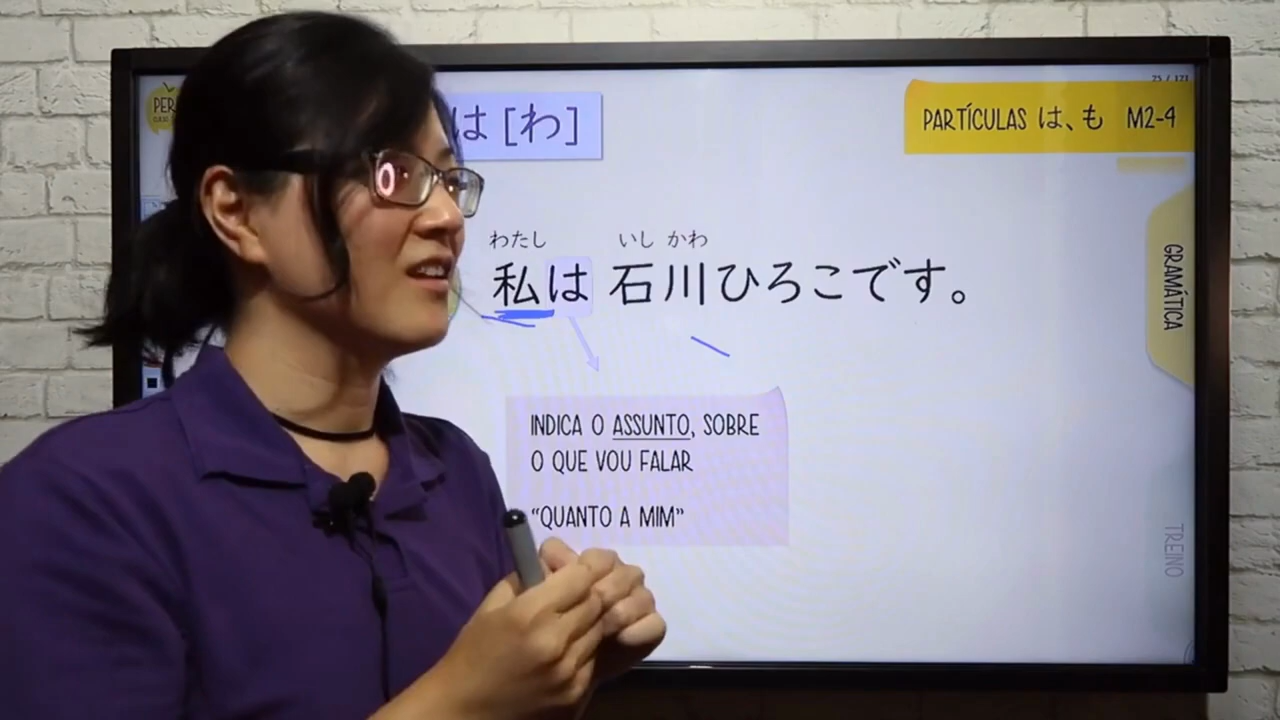 は [わ]
PARTÍCULAS は、も M2-4
わたし いし かわ
私は 石川ひろこです。
INDICA O ASSUNTO, SOBRE
O QUE VOU FALAR
“QUANTO A MIM”
GRAMÁTICA
TREINO